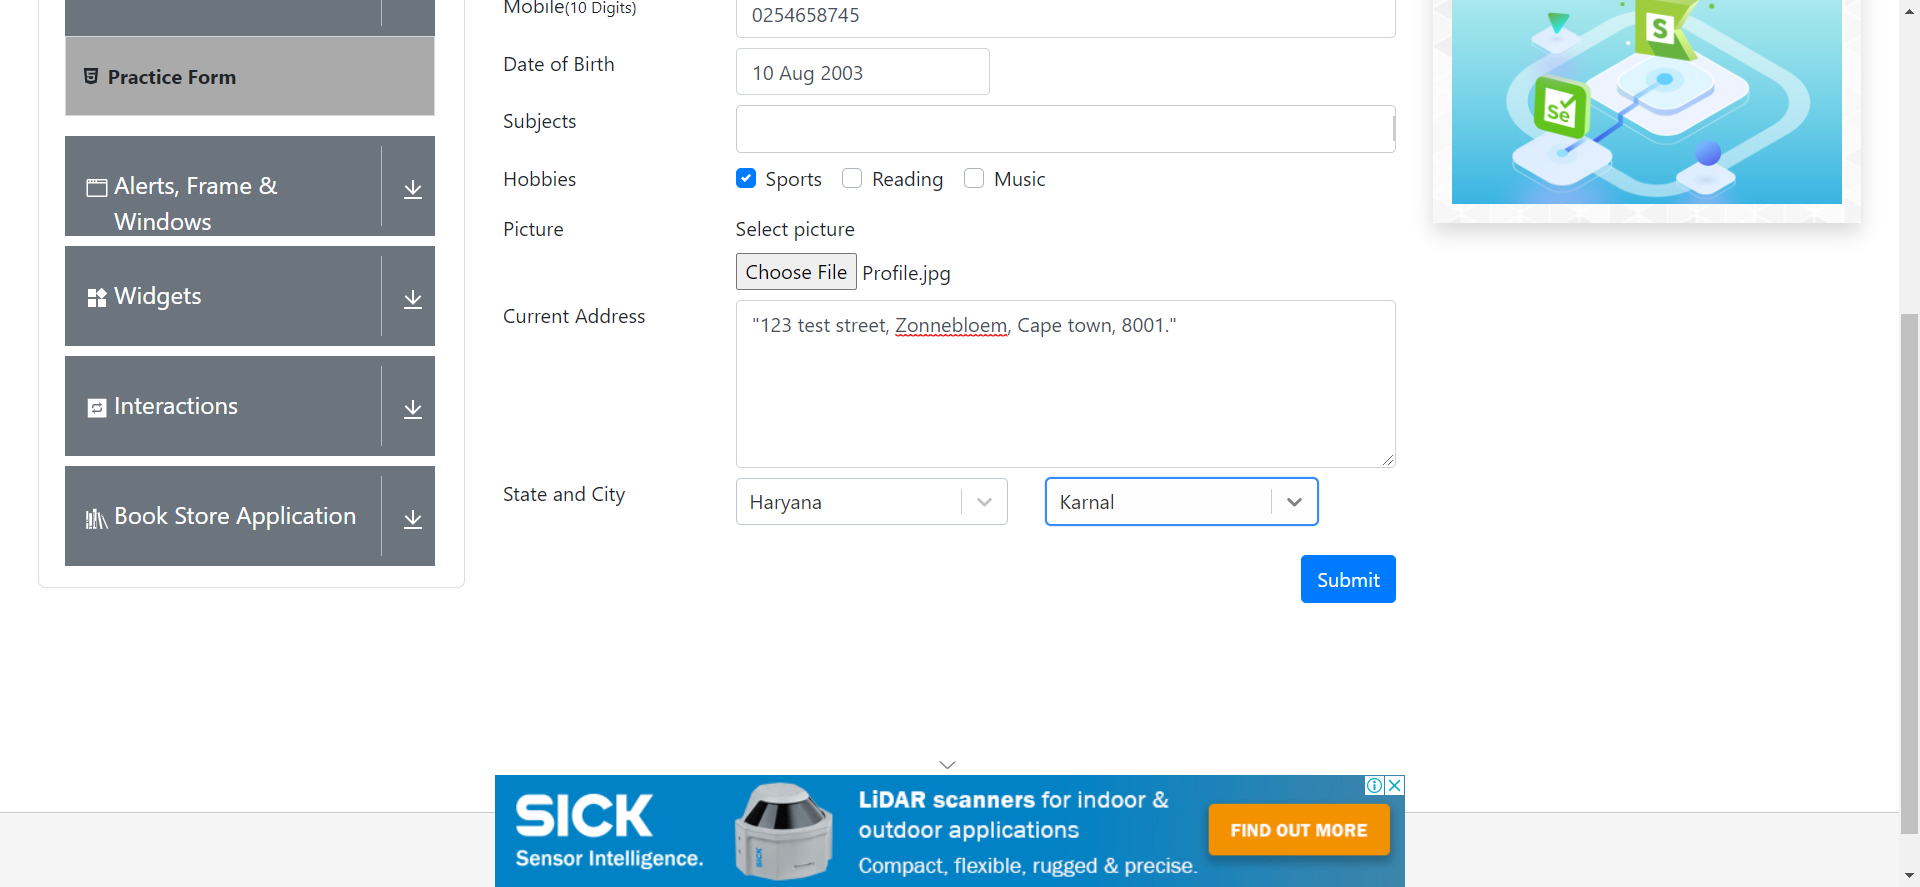 Mobile(10 Digits)
0254658745
Practice Form
Date of Birth
10 Aug 2003
Subjects
Alerts, Frame &
Windows
Hobbies
Sports
Reading
Music
Picture
Select picture
Choose File Profile.jpg
Widgets
Current Address
"123 test street, Zonnebloem, Cape town, 8001."
Interactions
State and City
Haryana
Karnal
Book Store Application
Submit
S
Se
SICK
Sensor Intelligence.
SICK
LiDAR scanners for indoor &
outdoor applications
Compact, flexible, rugged & precise.
FIND OUT MORE